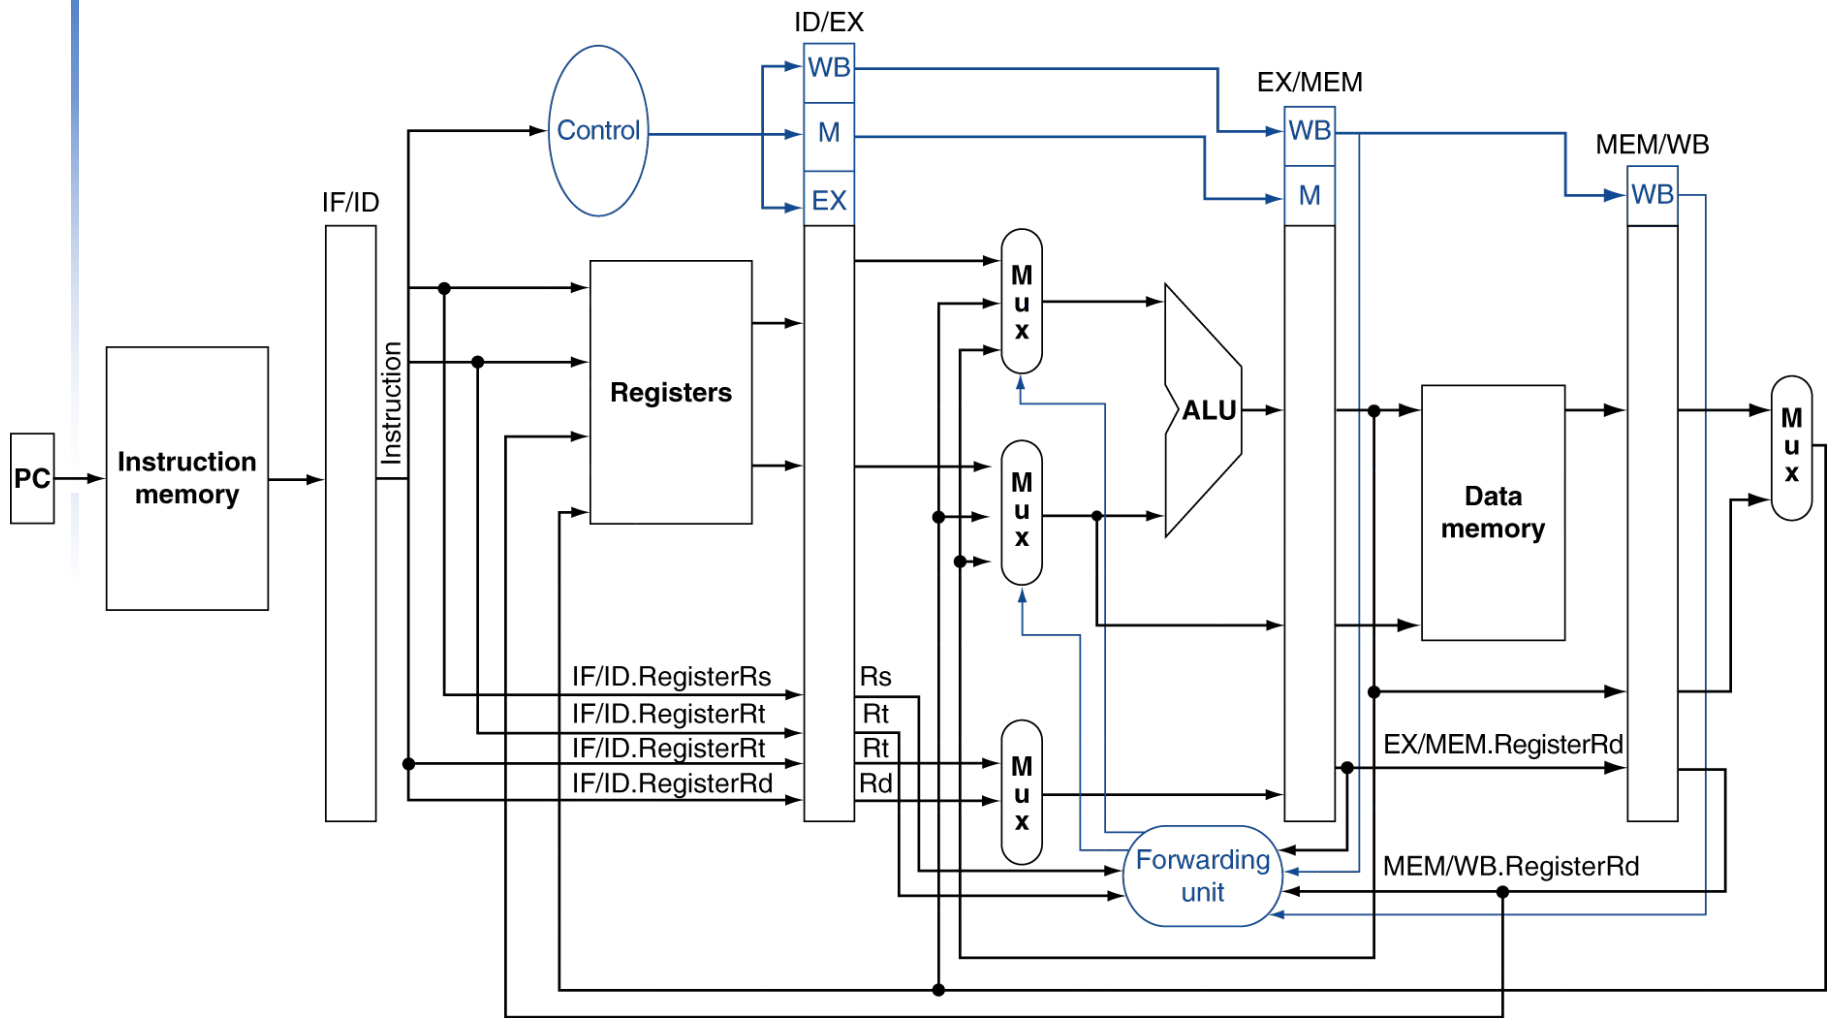 ID/EX
WB
EX/MEM
Control
M
WB
MEM/WB
EX
M
WB
IF/ID
M
u
x
Instruction
Registers
ALU
M
u
x
PC
Instruction
memory
M
u
x
Data
memory
IF/ID.RegisterRs
Rs
IF/ID.RegisterRt
Rt
IF/ID.RegisterRt
Rt
IF/ID.RegisterRd
Rd
M
u
x
EX/MEM.RegisterRd
Forwarding
unit
MEM/WB.RegisterRd